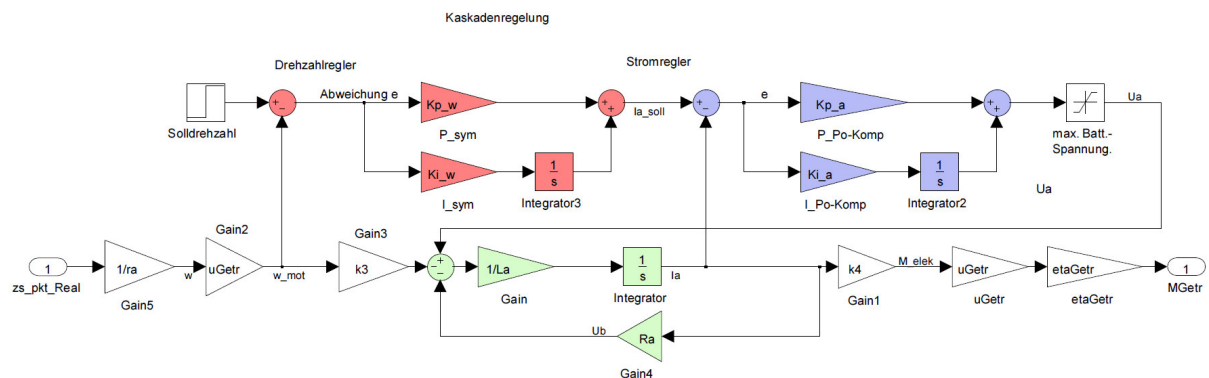 Kaskadenregelung
Drehzahlregler
Stromregler
Solldrehzahl
+
−
Abweichung e
Kp_w
P_sym
Ki_w
I_sym
1
s
Integrator3
+
+
Ia_soll
+
−
e
Kp_a
P_Po-Komp
Ki_a
I_Po-Komp
1
s
Integrator2
+
+
max. Batt.-
Spannung.
Ua
Ua
1
zs_pkt_Real
1/ra
Gain5
w
Gain2
uGetr
w_mot
Gain3
k3
+
−
−
1/La
Gain
1
s
Integrator
Ia
Ub
Ra
Gain4
k4
Gain1
M_elek
uGetr
uGetr
etaGetr
etaGetr
1
MGetr